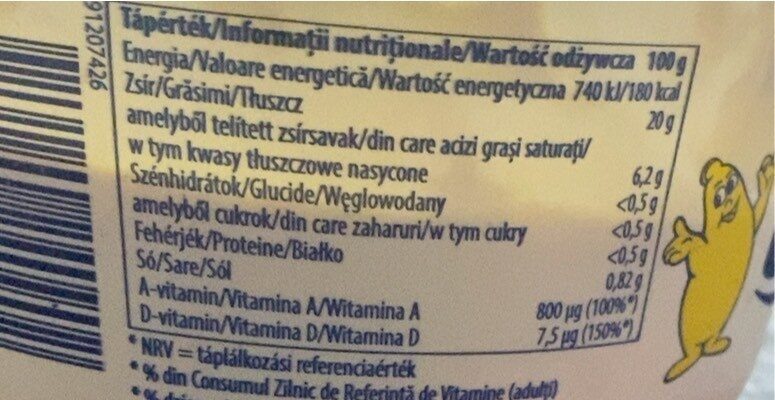 91207426
Tápérték/Informații nutriționale/Wartość odżywcza 100 g
Energia/Valoare energetică/Wartość energetyczna 740 kJ/180 kcal
Zsír/Grăsimi/Tłuszcz 20 g
amelyből telített zsírsavak/din care acizi grași saturați/
w tym kwasy tłuszczowe nasycone 6,2 g
Szénhidrátok/Glucide/Węglowodany <0,5 g
amelyből cukrok/din care zaharuri/w tym cukry <0,5 g
Fehérjék/Proteine/Białko <0,5 g
Só/Sare/Sól 0,82 g
A-vitamin/Vitamina A/Witamina A 800 µg (100%*)
D-vitamin/Vitamina D/Witamina D 7,5 µg (150%*)
* NRV = táplálkozási referenciaérték
* % din Consumul Zilnic de Referință de Vitamine (adulți)